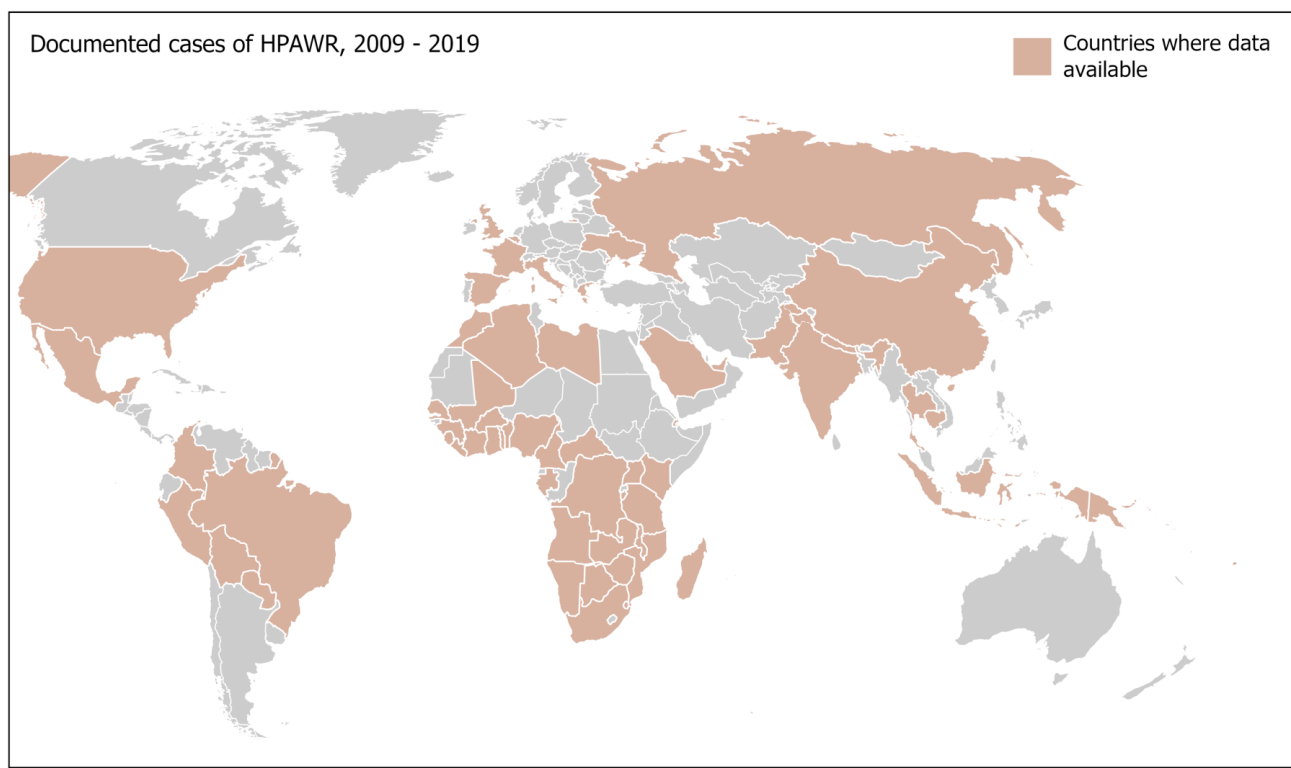 Documented cases of HPAWR, 2009 - 2019
Countries where data
available